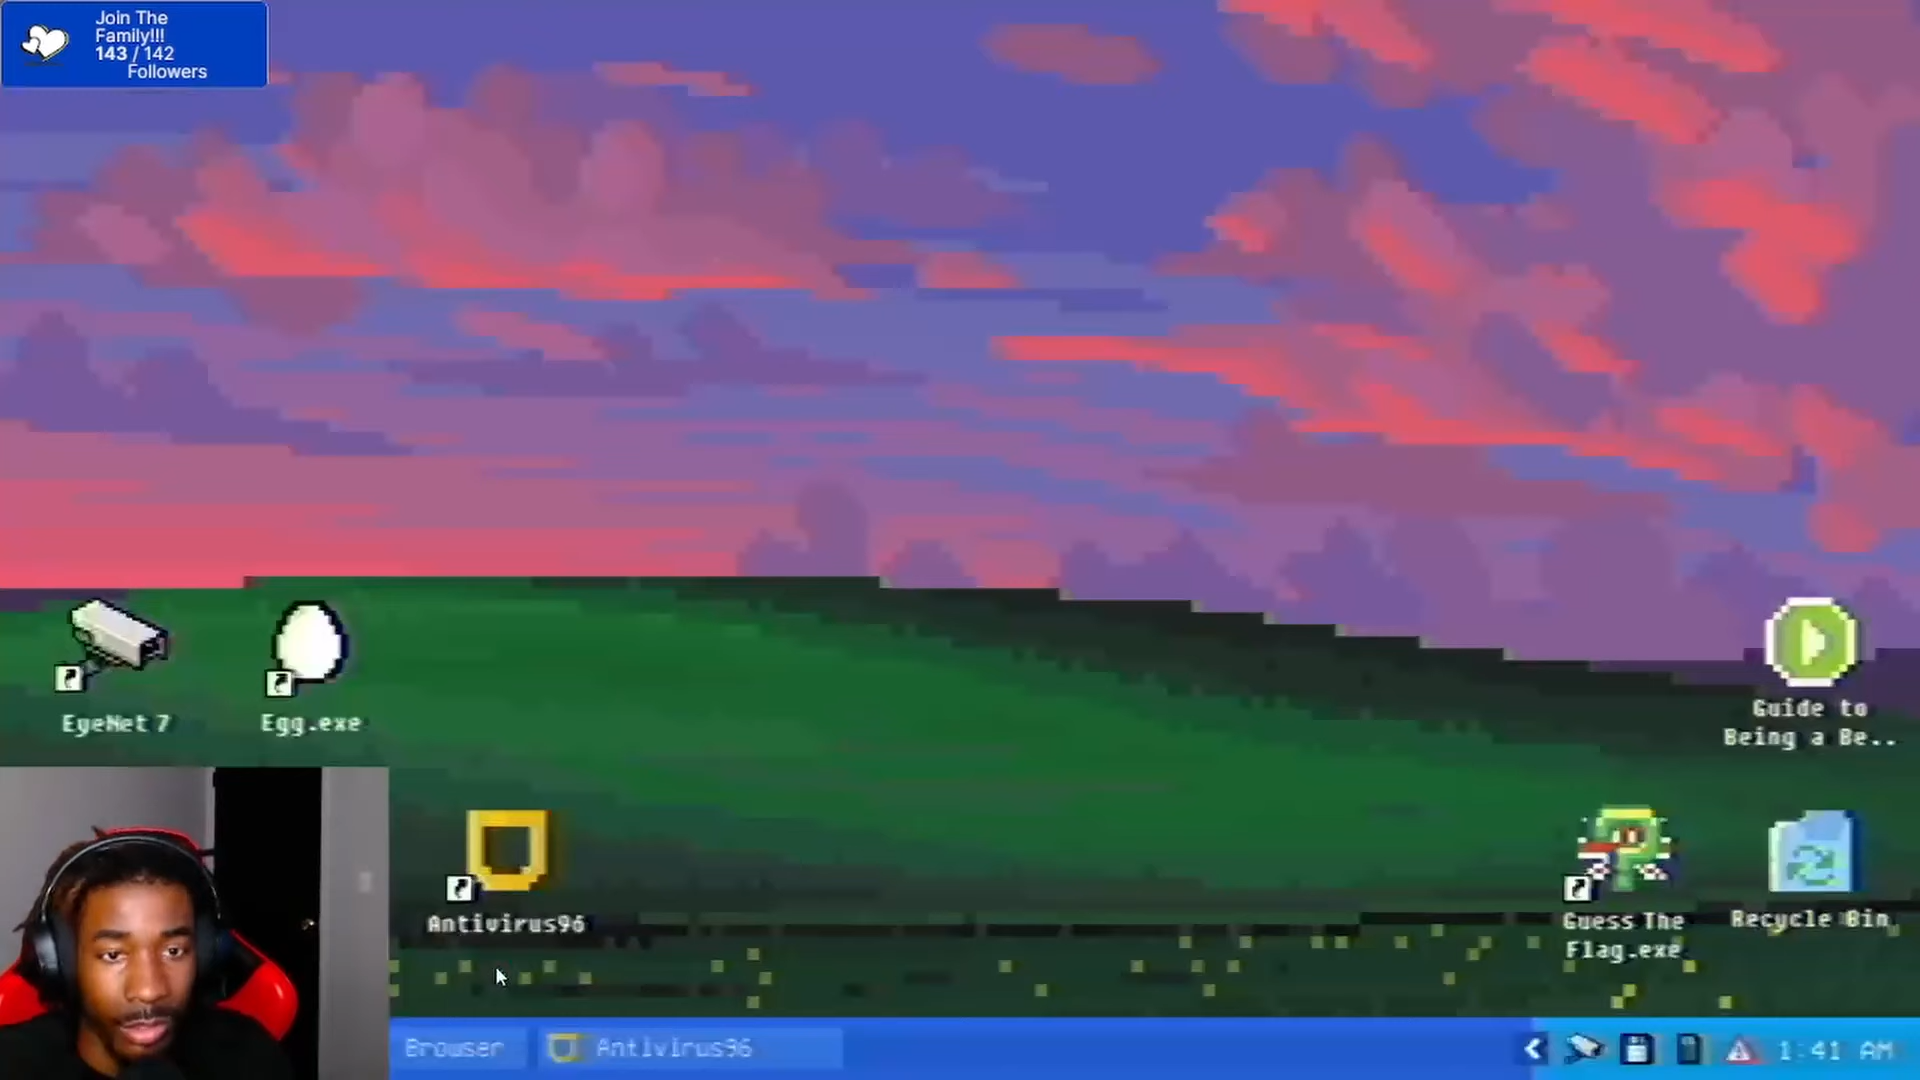 Join The
Family!!!
143 / 142
Followers
EyeNet 7
Egg.exe
Guide to
Being a Be..
Antivirus96
Guess The
Flag.exe
Recycle Bin
Browser
Antivirus96
1:41 AM